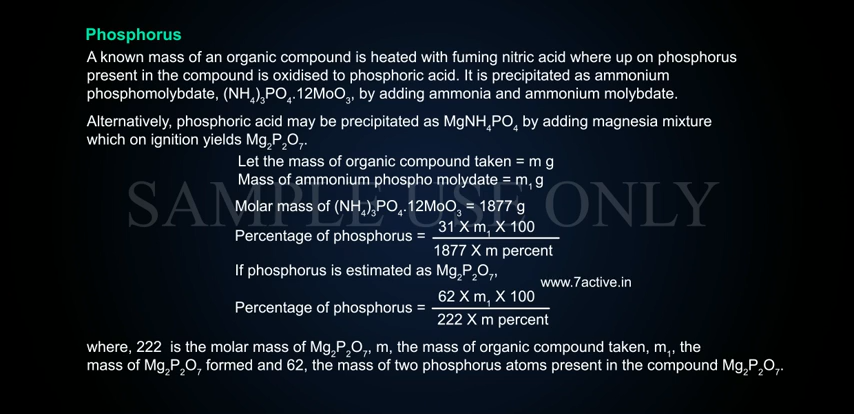 Phosphorus
A known mass of an organic compound is heated with fuming nitric acid where up on phosphorus
present in the compound is oxidised to phosphoric acid. It is precipitated as ammonium
phosphomolybdate, (NH₄)₃PO₄.12MoO₃, by adding ammonia and ammonium molybdate.
Alternatively, phosphoric acid may be precipitated as MgNH₄PO₄ by adding magnesia mixture
which on ignition yields Mg₂P₂O₇.
Let the mass of organic compound taken = m g
Mass of ammonium phospho molydate = m₁ g
SAMPLE USE ONLY
Molar mass of (NH₄)₃PO₄.12MoO₃ = 1877 g
Percentage of phosphorus = 31 X m₁ X 100
1877 X m percent
If phosphorus is estimated as Mg₂P₂O₇,
www.7active.in
Percentage of phosphorus = 62 X m₁ X 100
222 X m percent
where, 222 is the molar mass of Mg₂P₂O₇, m, the mass of organic compound taken, m₁, the
mass of Mg₂P₂O₇ formed and 62, the mass of two phosphorus atoms present in the compound Mg₂P₂O₇.